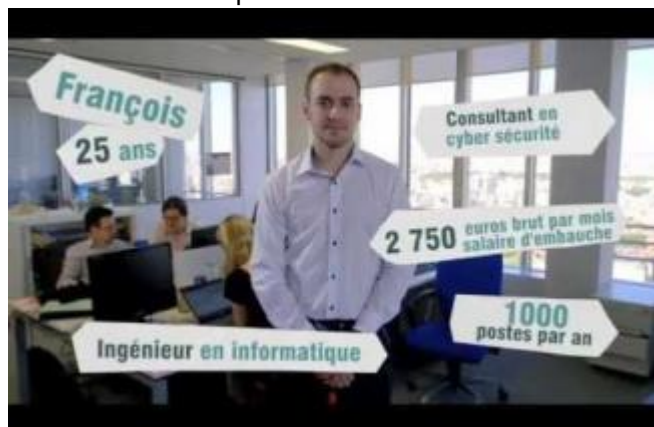 François
25 ans
Consultant en
cyber sécurité
2 750 euros brut par mois
salaire d'embauche
1000
postes par an
Ingénieur en informatique